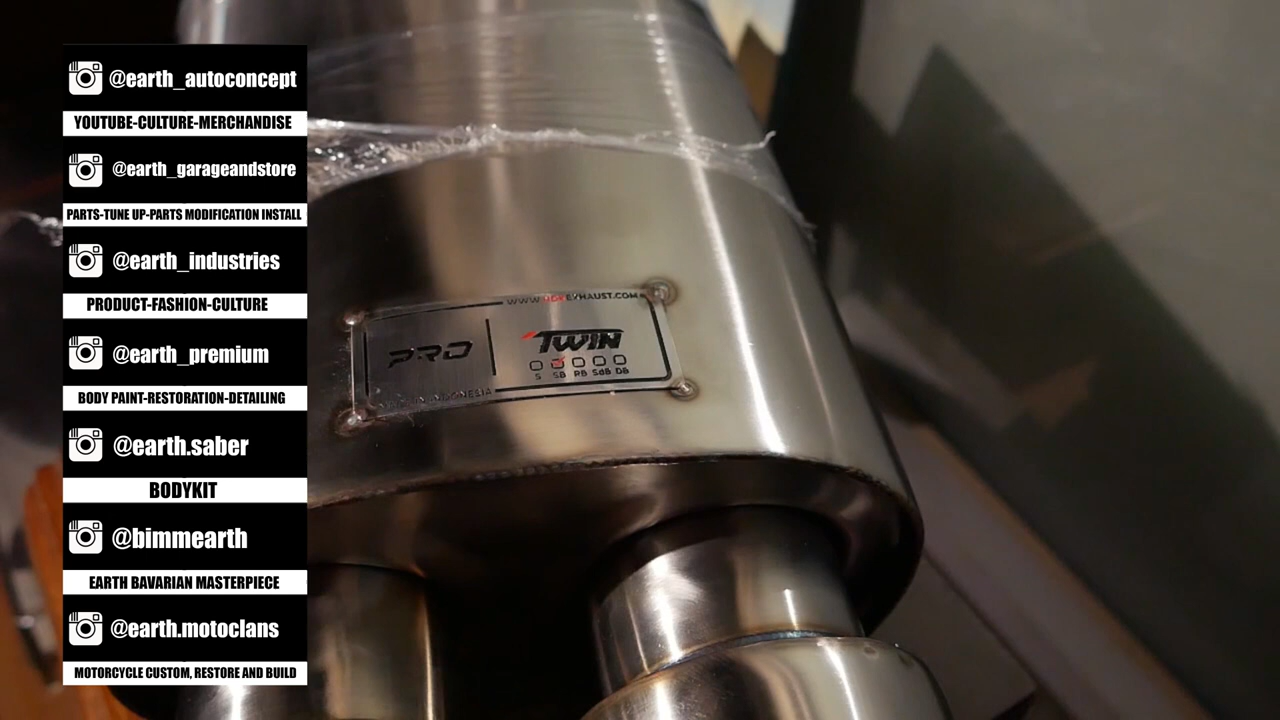 @earth_autoconcept
YOUTUBE-CULTURE-MERCHANDISE
@earth_garageandstore
PARTS-TUNE UP-PARTS MODIFICATION INSTALL
@earth_industries
PRODUCT-FASHION-CULTURE
@earth_premium
BODY PAINT-RESTORATION-DETAILING
@earth.saber
BODYKIT
@bimmearth
EARTH BAVARIAN MASTERPIECE
@earth.motoclans
MOTORCYCLE CUSTOM, RESTORE AND BUILD
PRO
TWIN
S SB RB SdB DB
INDONESIA